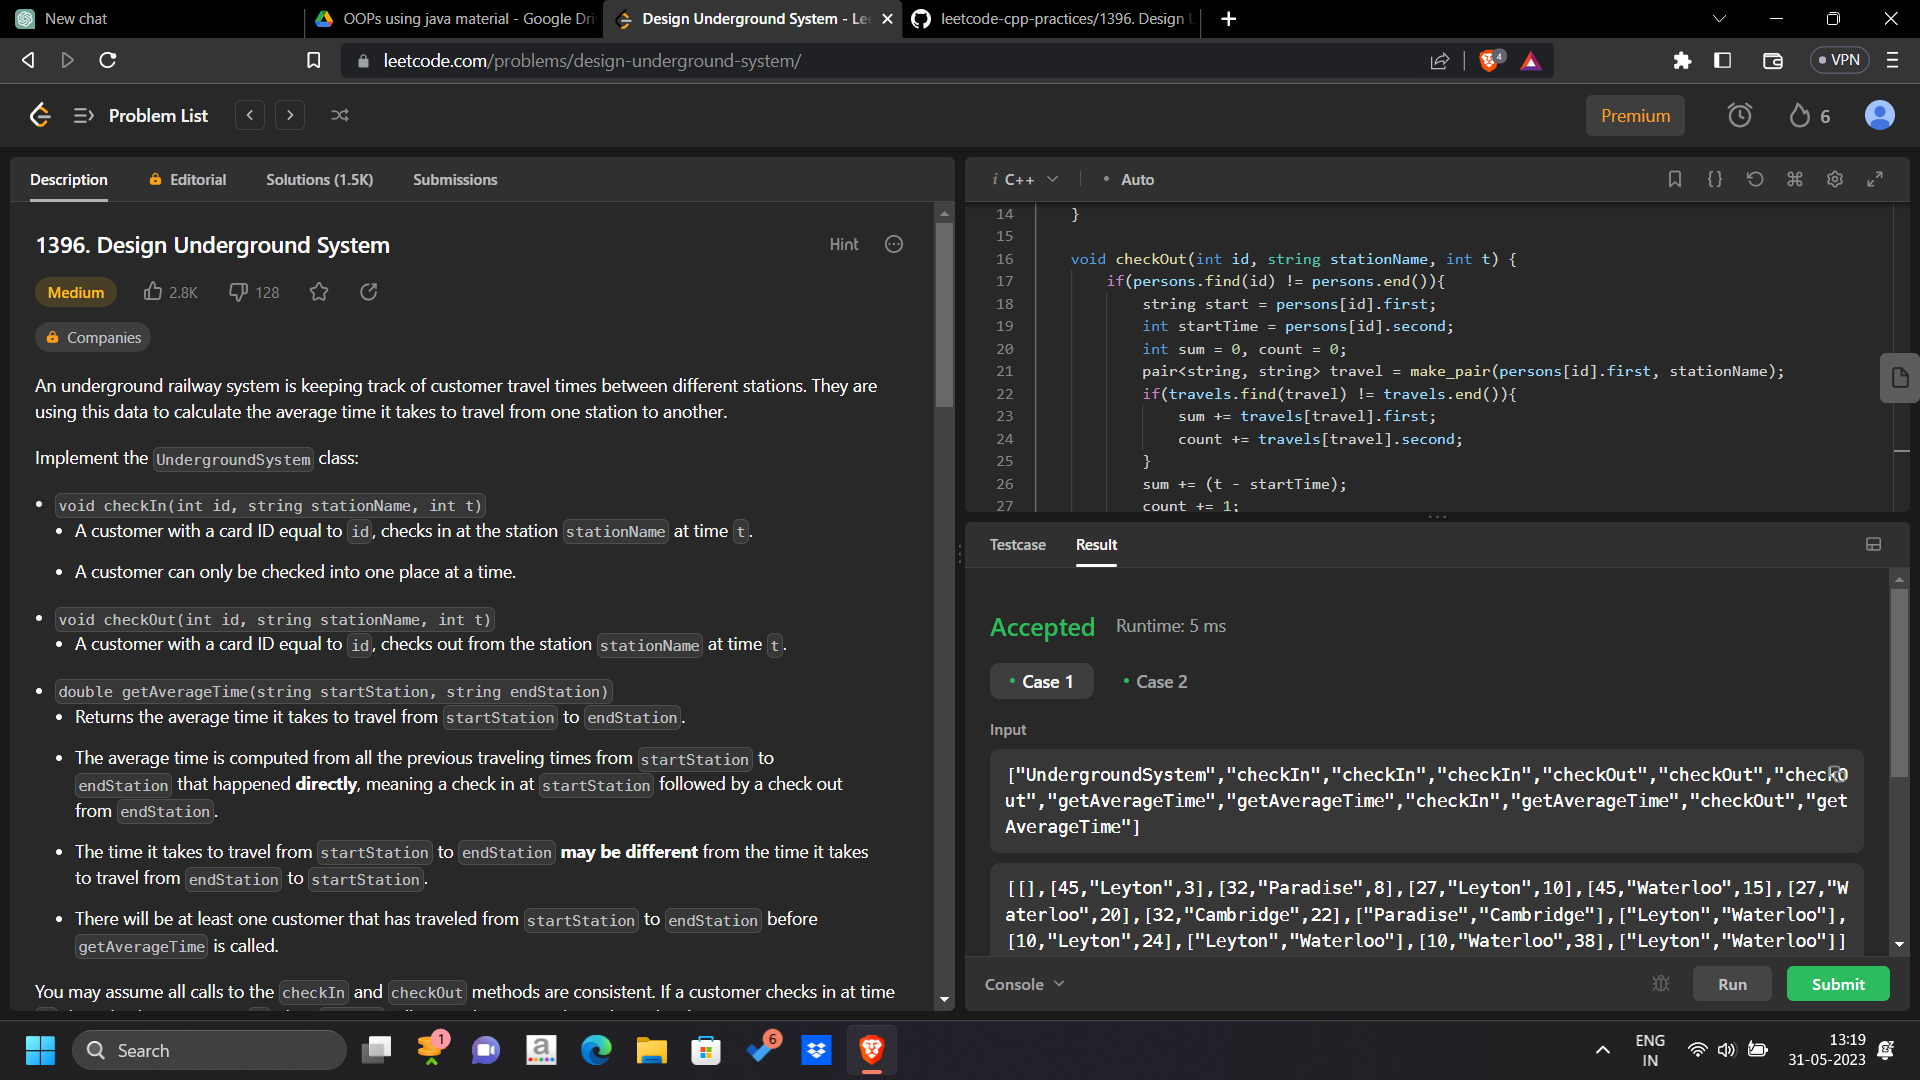 New chat
OOPs using java material - Google Dri
Design Underground System - Le
leetcode-cpp-practices/1396. Design U
leetcode.com/problems/design-underground-system/
4
VPN
Problem List
Premium
6
Description
Editorial
Solutions (1.5K)
Submissions
1396. Design Underground System
Hint
Medium
2.8K
128
Companies
An underground railway system is keeping track of customer travel times between different stations. They are
using this data to calculate the average time it takes to travel from one station to another.
Implement the UndergroundSystem class:
• void checkIn(int id, string stationName, int t)
• A customer with a card ID equal to id, checks in at the station stationName at time t.
• A customer can only be checked into one place at a time.
• void checkOut(int id, string stationName, int t)
• A customer with a card ID equal to id, checks out from the station stationName at time t.
• double getAverageTime(string startStation, string endStation)
• Returns the average time it takes to travel from startStation to endStation.
• The average time is computed from all the previous traveling times from startStation to
endStation that happened directly, meaning a check in at startStation followed by a check out
from endStation.
• The time it takes to travel from startStation to endStation may be different from the time it takes
to travel from endStation to startStation.
• There will be at least one customer that has traveled from startStation to endStation before
getAverageTime is called.
You may assume all calls to the checkIn and checkOut methods are consistent. If a customer checks in at time
i C++
• Auto
14 }
15
16 void checkOut(int id, string stationName, int t) {
17 if(persons.find(id) != persons.end()){
18 string start = persons[id].first;
19 int startTime = persons[id].second;
20 int sum = 0, count = 0;
21 pair<string, string> travel = make_pair(persons[id].first, stationName);
22 if(travels.find(travel) != travels.end()){
23 sum += travels[travel].first;
24 count += travels[travel].second;
25 }
26 sum += (t - startTime);
27 count += 1;
Testcase
Result
Accepted
Runtime: 5 ms
• Case 1
• Case 2
Input
["UndergroundSystem","checkIn","checkIn","checkIn","checkOut","checkOut","checkO
ut","getAverageTime","getAverageTime","checkIn","getAverageTime","checkOut","get
AverageTime"]
[[],[45,"Leyton",3],[32,"Paradise",8],[27,"Leyton",10],[45,"Waterloo",15],[27,"W
aterloo",20],[32,"Cambridge",22],["Paradise","Cambridge"],["Leyton","Waterloo"],
[10,"Leyton",24],["Leyton","Waterloo"],[10,"Waterloo",38],["Leyton","Waterloo"]]
Console
Run
Submit
Search
1
a
6
ENG
IN
13:19
31-05-2023